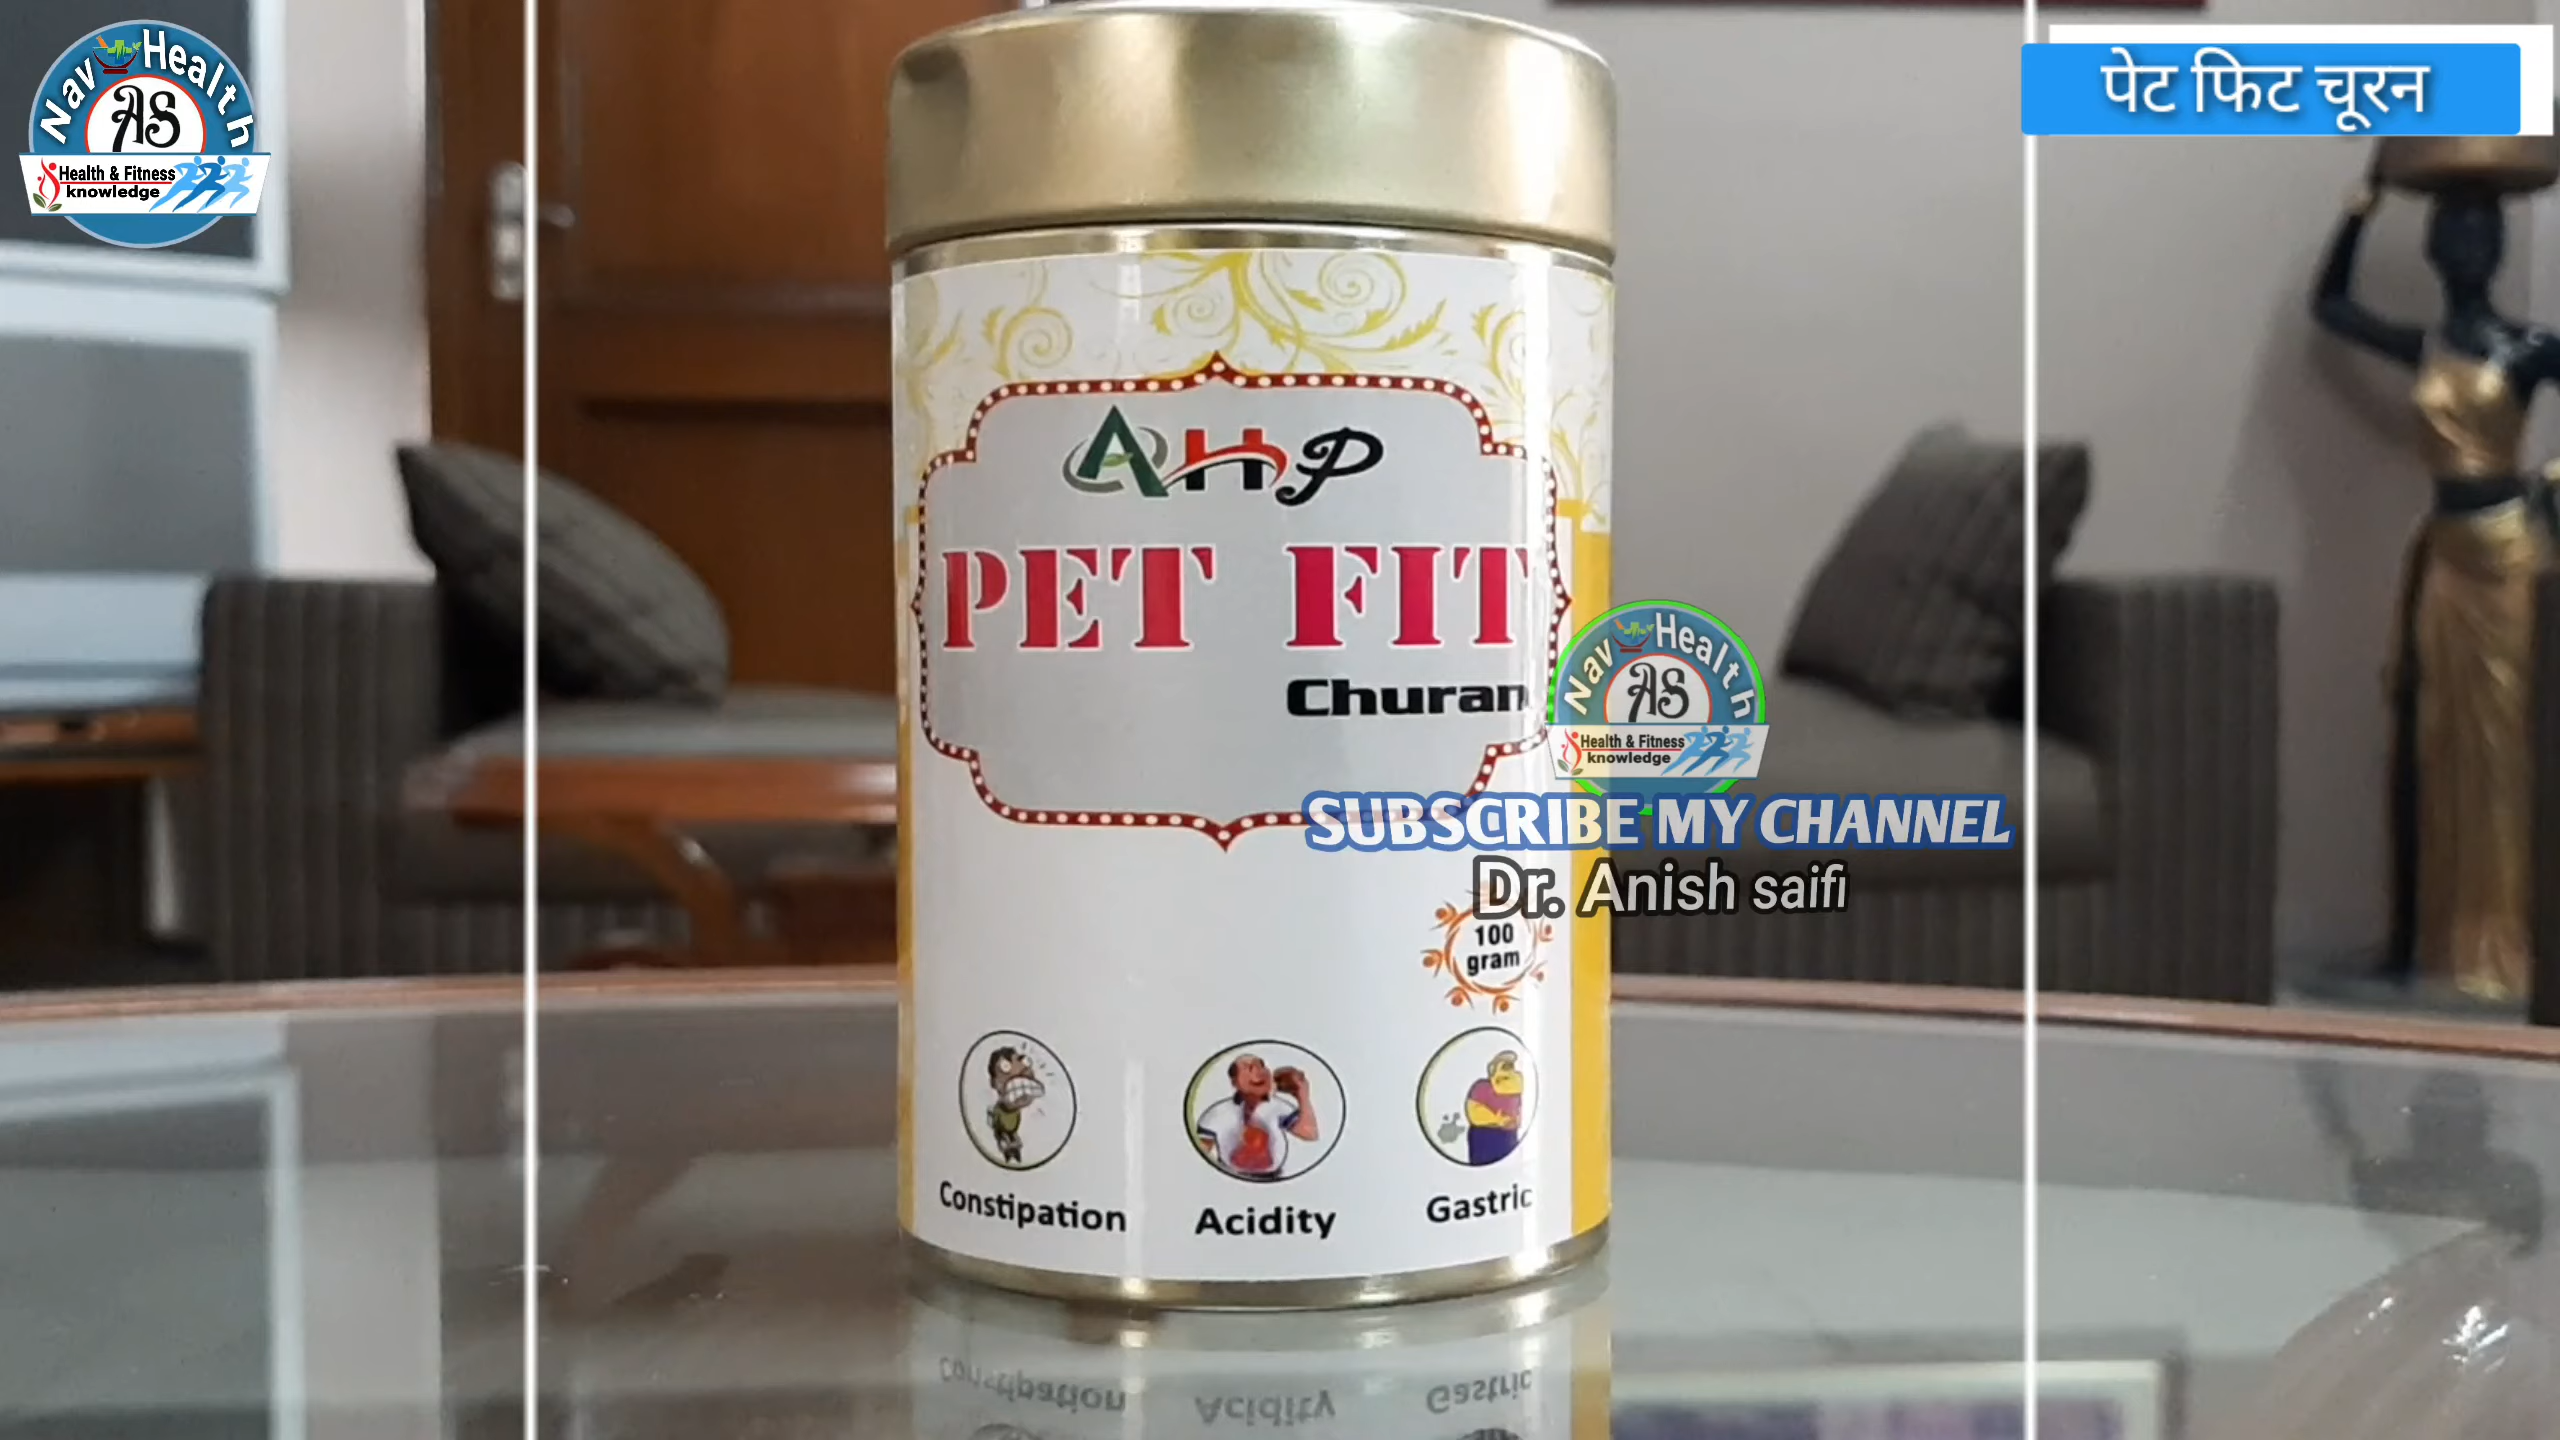 Nav Health
AS
Health & Fitness
knowledge
पेट फिट चूरन
AHP
PET FIT
Churan
Nav Health
AS
Health & Fitness
knowledge
SUBSCRIBE MY CHANNEL
Dr. Anish saifi
100
gram
Constipation
Acidity
Gastric